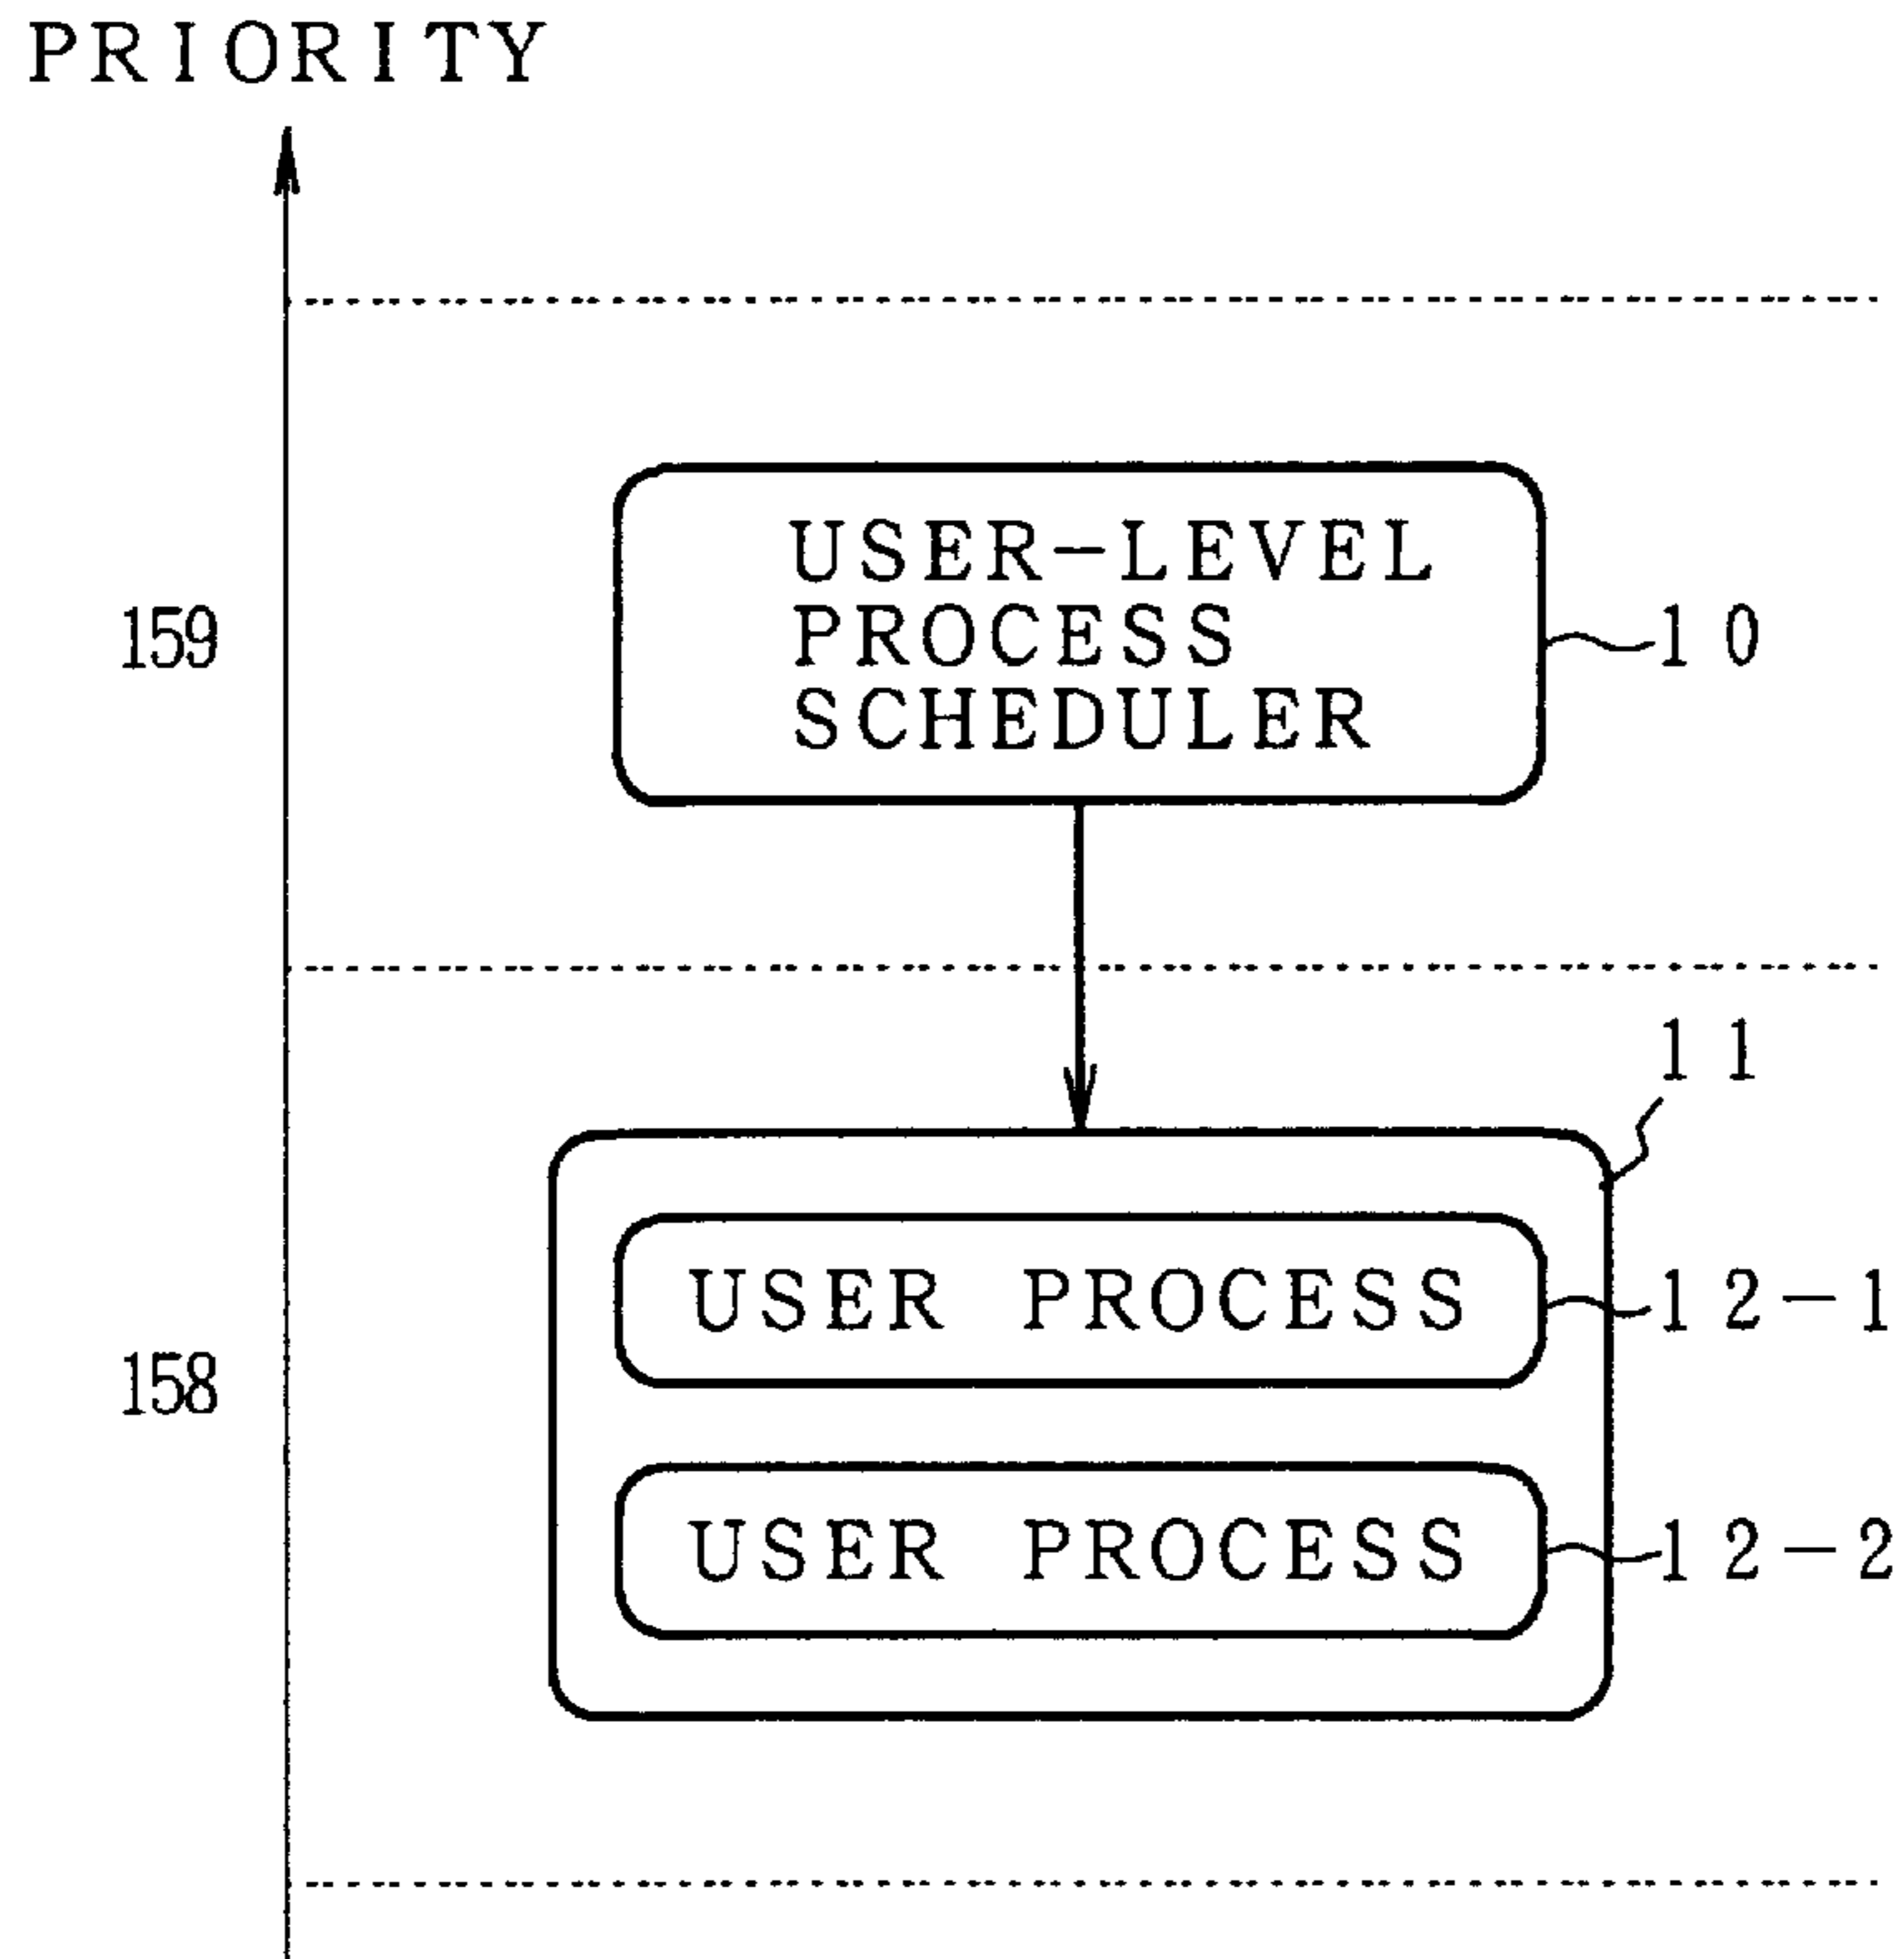 PRIORITY
USER-LEVEL
PROCESS
SCHEDULER
159
10
11
USER PROCESS
12-1
158
USER PROCESS
12-2